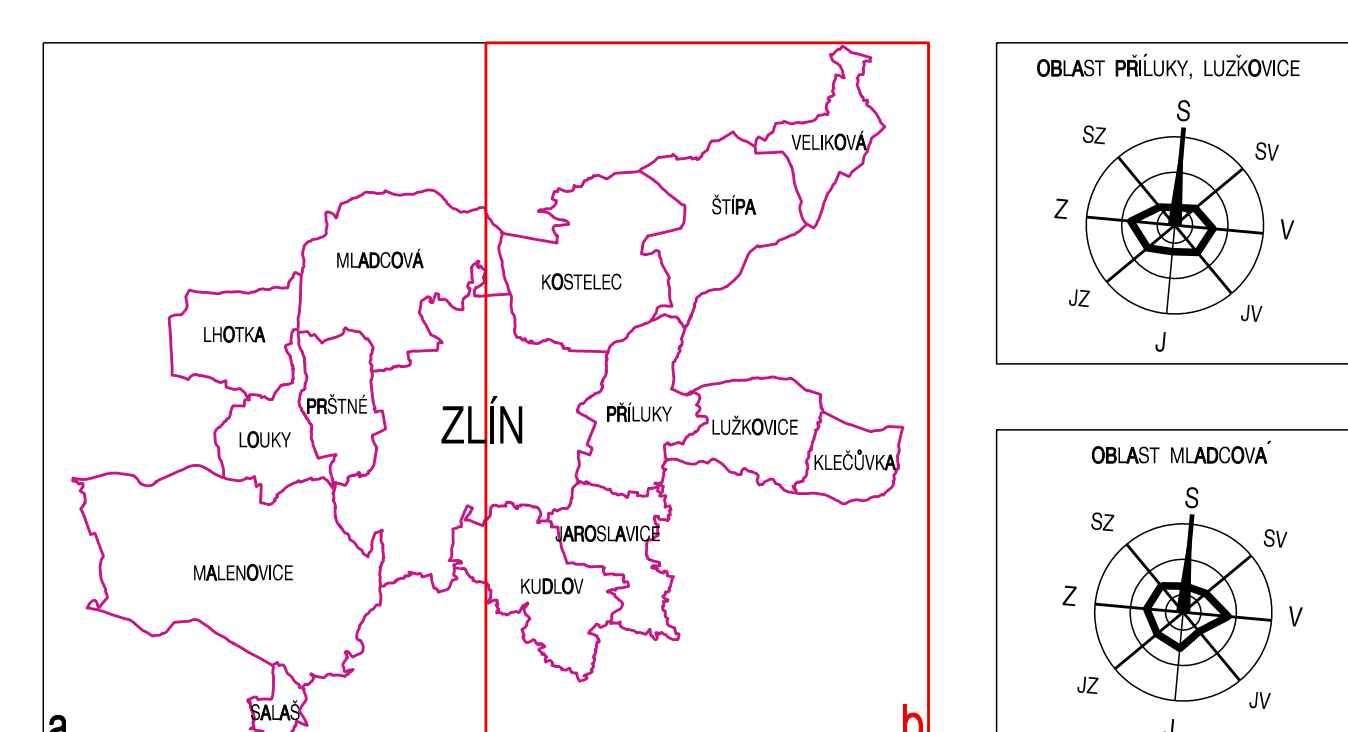 VELIKOVÁ
ŠTÍPA
MLADCOVÁ
KOSTELEC
LHOTKA
PRŠTNÉ
LOUKY
ZLÍN
PŘÍLUKY
LUŽKOVICE
KLEČŮVKA
JAROSLAVICE
MALENOVICE
KUDLOV
SALAŠ
a
b
OBLAST PŘÍLUKY, LUZŘKOVICE
S
SZ
SV
Z
V
JZ
JV
J
OBLAST MLADCOVÁ
S
SZ
SV
Z
V
JZ
JV
J